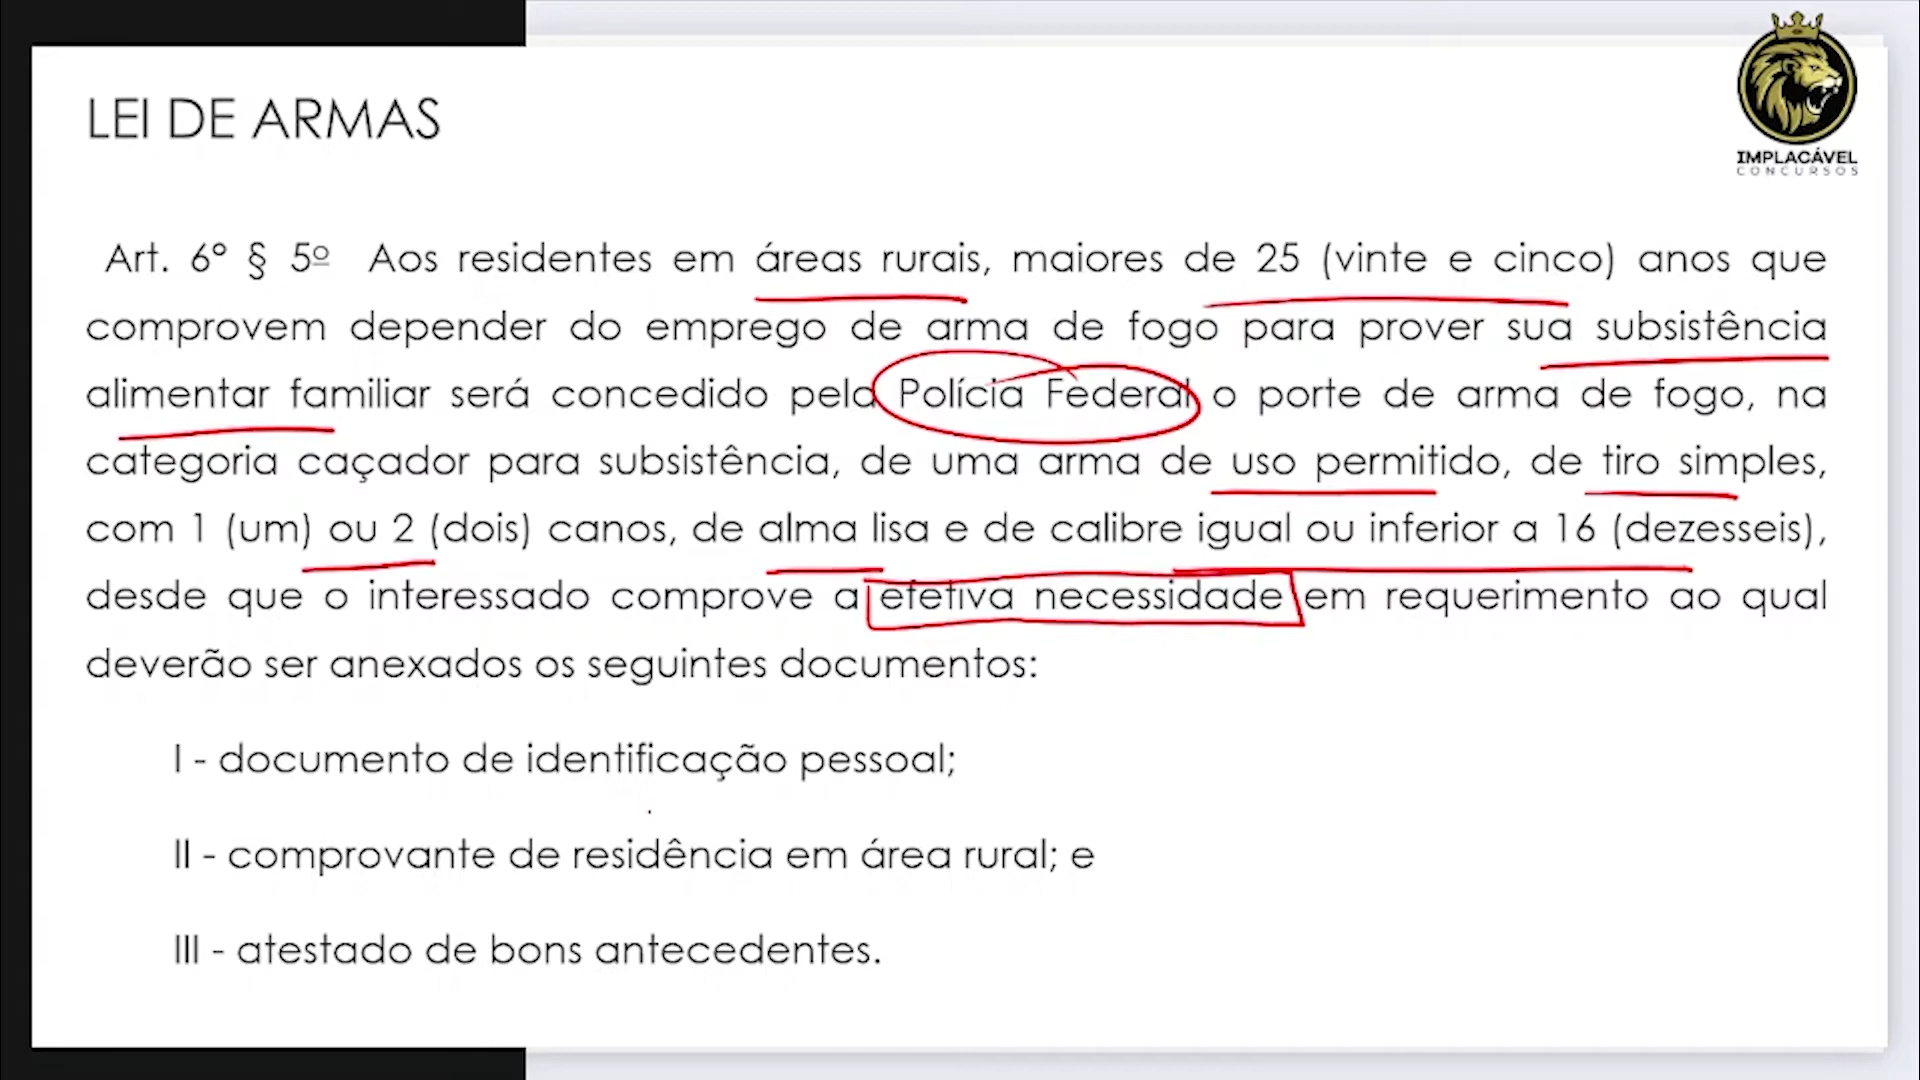 LEI DE ARMAS
IMPLACÁVEL
CONCURSOS
Art. 6° § 5º Aos residentes em áreas rurais, maiores de 25 (vinte e cinco) anos que
comprovem depender do emprego de arma de fogo para prover sua subsistência
alimentar familiar será concedido pela Polícia Federal o porte de arma de fogo, na
categoria caçador para subsistência, de uma arma de uso permitido, de tiro simples,
com 1 (um) ou 2 (dois) canos, de alma lisa e de calibre igual ou inferior a 16 (dezesseis),
desde que o interessado comprove a efetiva necessidade em requerimento ao qual
deverão ser anexados os seguintes documentos:
I - documento de identificação pessoal;
II - comprovante de residência em área rural; e
III - atestado de bons antecedentes.